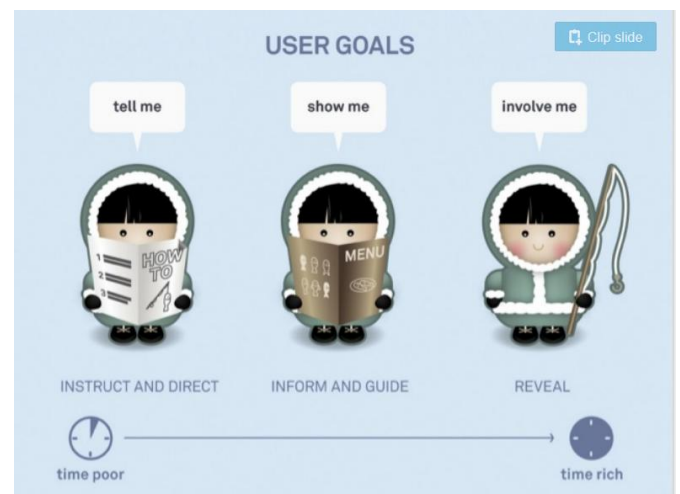 USER GOALS
Clip slide
tell me
show me
involve me
1
2
3
HOW
TO
MENU
INSTRUCT AND DIRECT
INFORM AND GUIDE
REVEAL
time poor
time rich